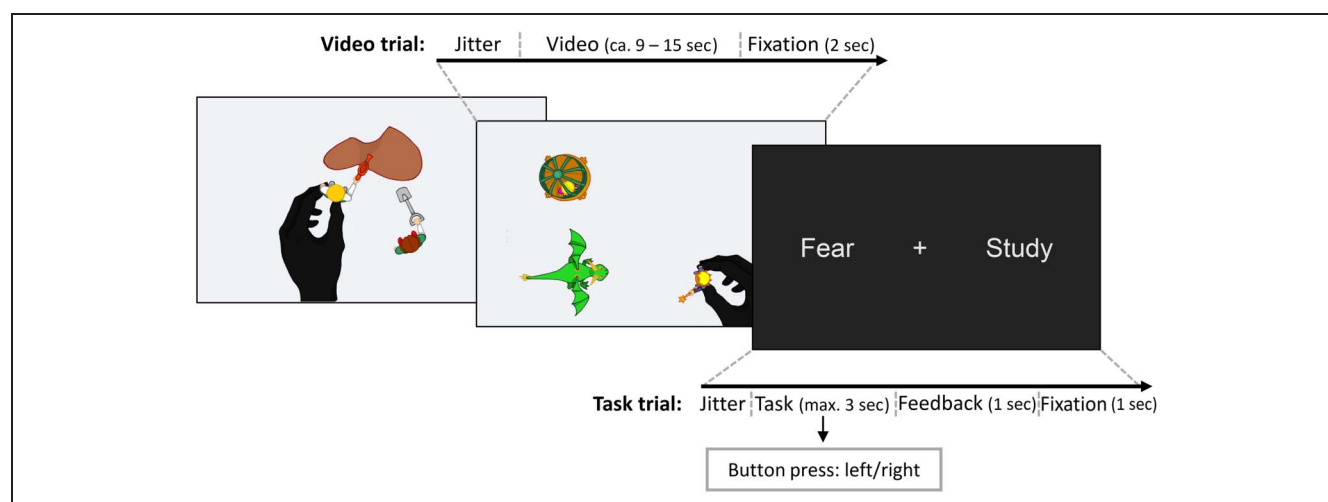 Video trial: Jitter Video (ca. 9 – 15 sec) Fixation (2 sec)
Fear + Study
Task trial: Jitter Task (max. 3 sec) Feedback (1 sec) Fixation (1 sec)
Button press: left/right